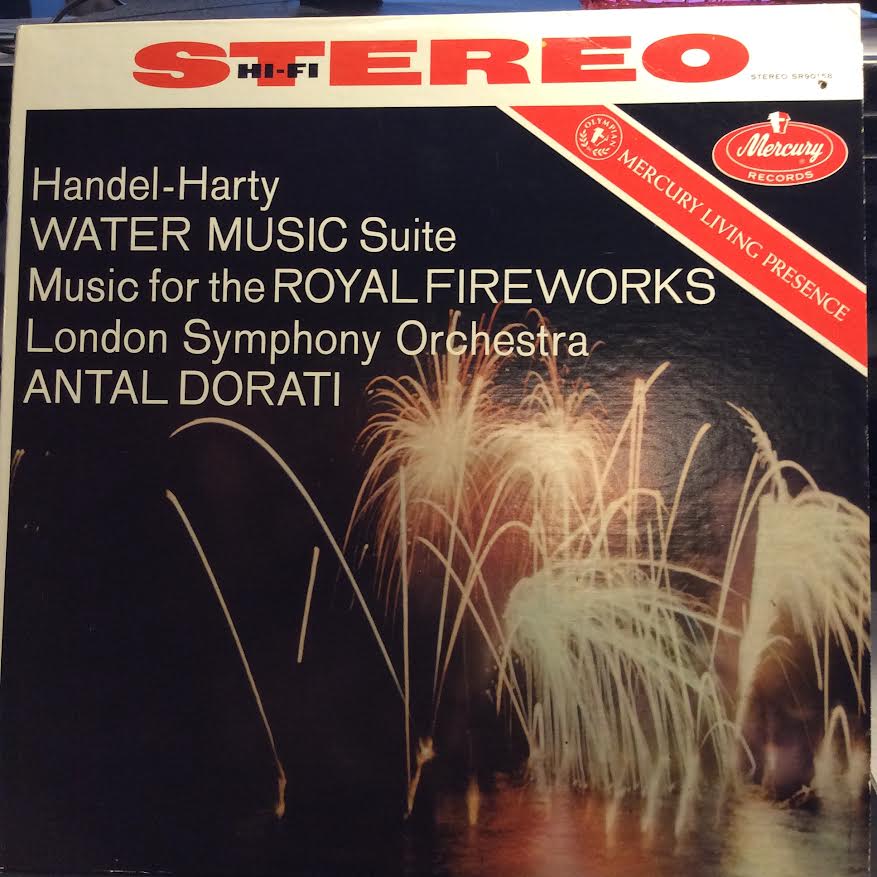 STEREO
HI-FI
STEREO SR90158
OLYMPIAN
MERCURY LIVING PRESENCE
Mercury
RECORDS
Handel-Harty
WATER MUSIC Suite
Music for the ROYAL FIREWORKS
London Symphony Orchestra
ANTAL DORATI